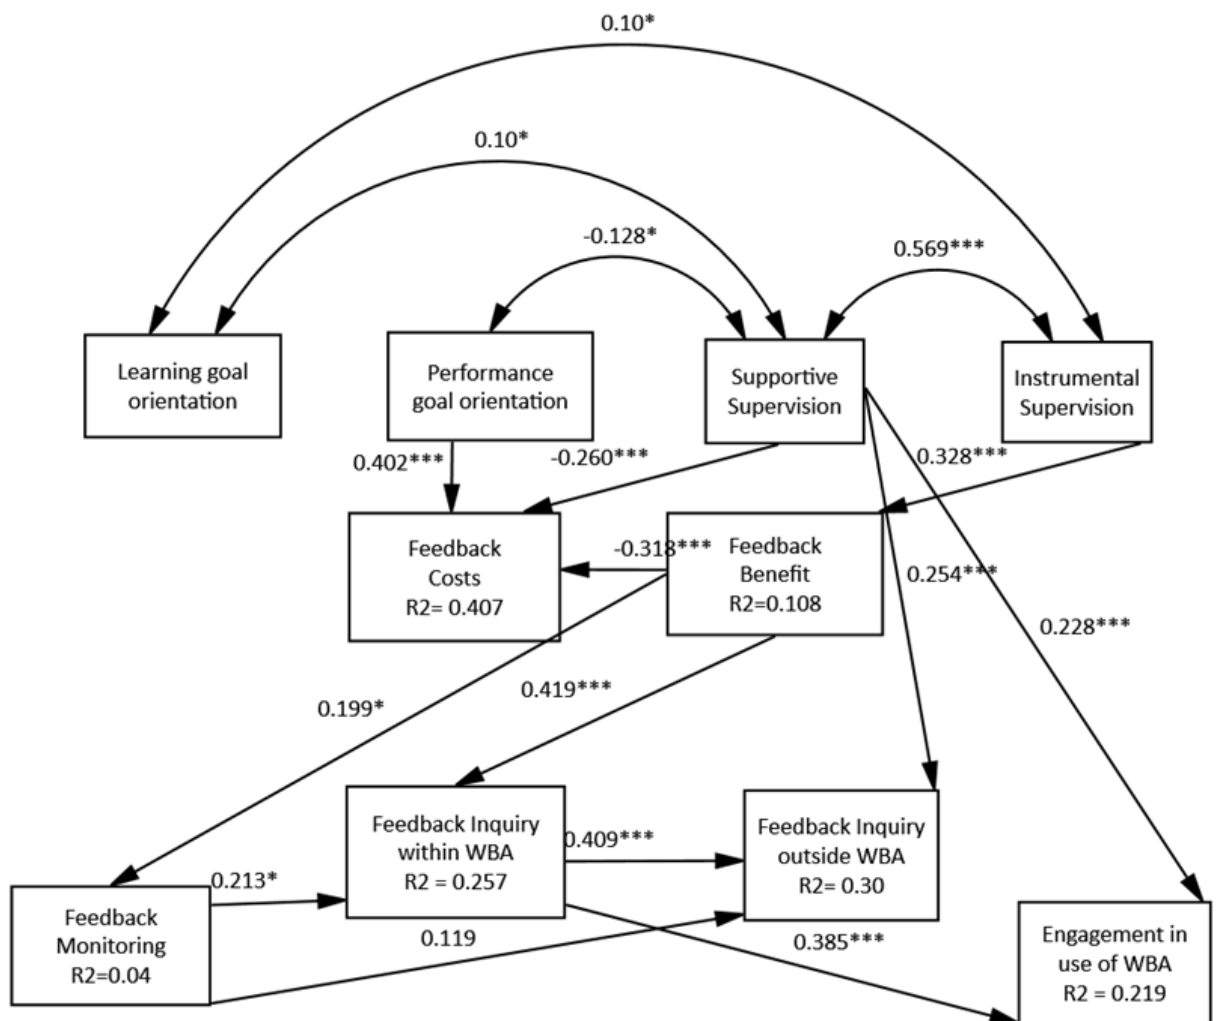 0.10*
0.10*
-0.128*
0.569***
Learning goal
orientation
Performance
goal orientation
Supportive
Supervision
Instrumental
Supervision
0.402***
-0.260***
0.328***
Feedback
Costs
R2= 0.407
-0.318***
Feedback
Benefit
R2=0.108
0.254***
0.228***
0.199*
0.419***
Feedback Inquiry
within WBA
R2 = 0.257
0.409***
Feedback Inquiry
outside WBA
R2= 0.30
0.213*
Feedback
Monitoring
R2=0.04
0.119
0.385***
Engagement in
use of WBA
R2 = 0.219